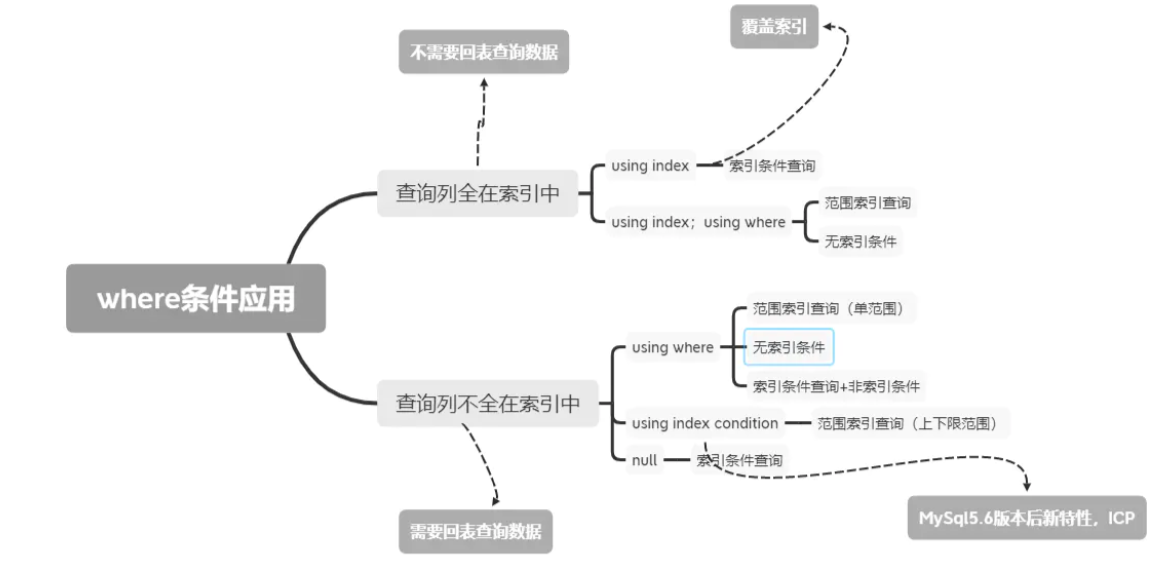 覆盖索引
不需要回表查询数据
using index
索引条件查询
查询列全在索引中
范围索引查询
using index；using where
无索引条件
where条件应用
范围索引查询（单范围）
using where
无索引条件
索引条件查询+非索引条件
查询列不全在索引中
using index condition
范围索引查询（上下限范围）
null
索引条件查询
MySql5.6版本后新特性，ICP
需要回表查询数据